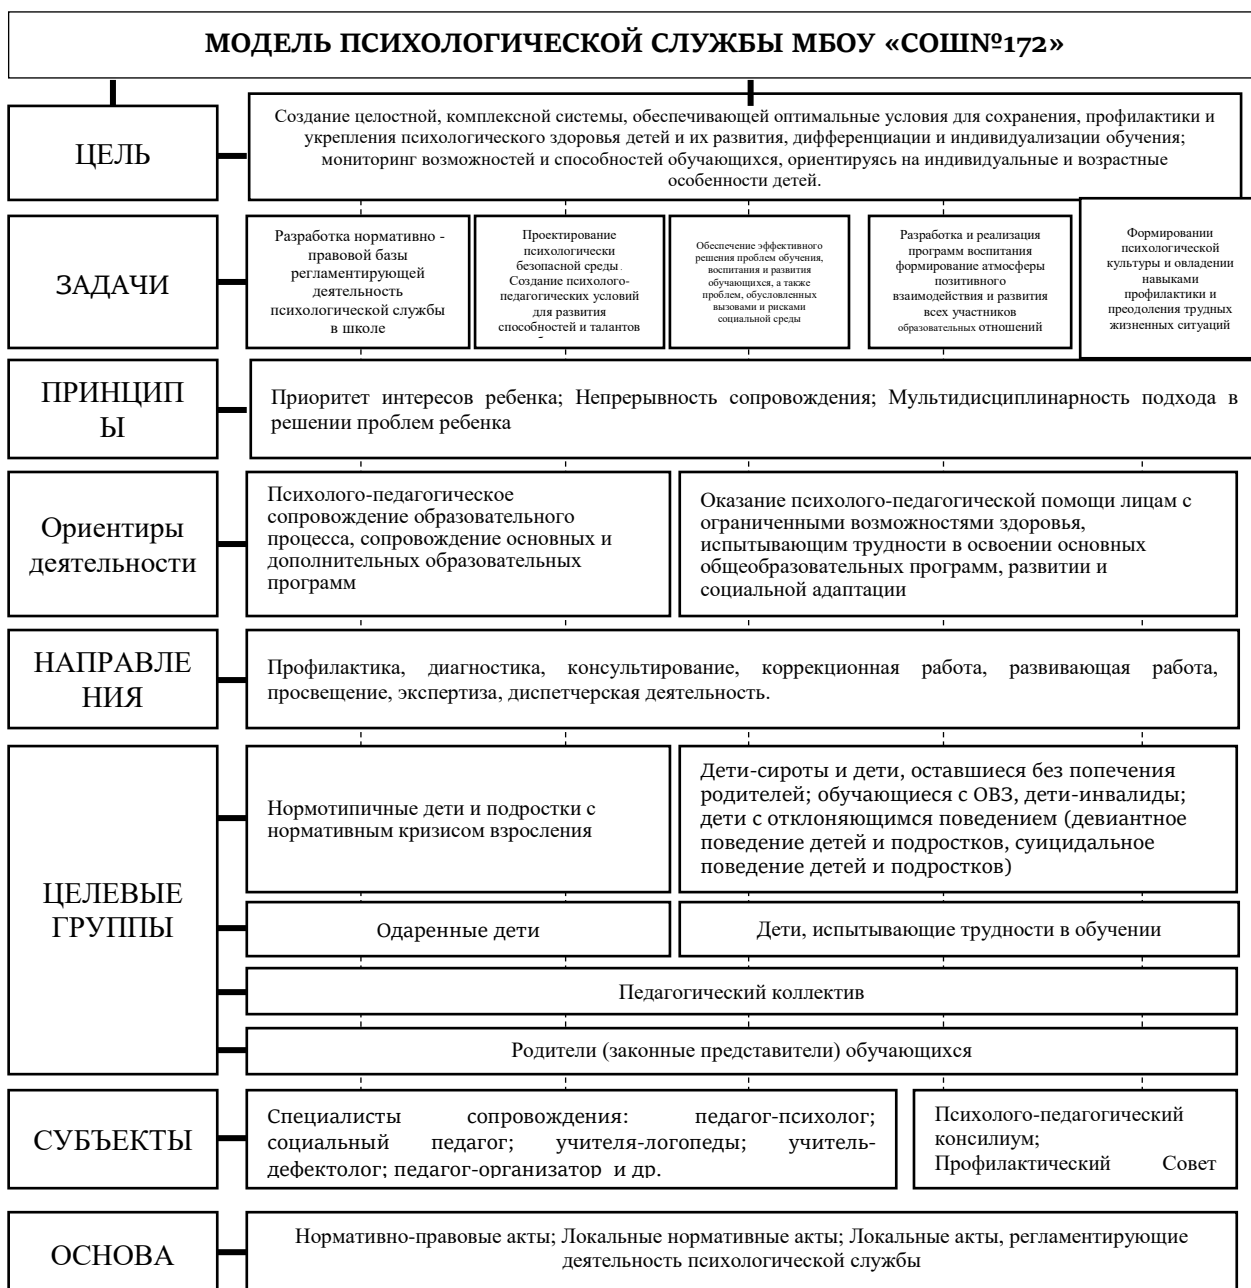 МОДЕЛЬ ПСИХОЛОГИЧЕСКОЙ СЛУЖБЫ МБОУ «СОШ№172»
ЦЕЛЬ
Создание целостной, комплексной системы, обеспечивающей оптимальные условия для сохранения, профилактики и
укрепления психологического здоровья детей и их развития, дифференциации и индивидуализации обучения;
мониторинг возможностей и способностей обучающихся, ориентируясь на индивидуальные и возрастные
особенности детей.
ЗАДАЧИ
Разработка нормативно -
правовой базы
регламентирующей
деятельность
психологической службы
в школе
Проектирование
психологически
безопасной среды.
Создание психолого-
педагогических условий
для развития
способностей и талантов
Обеспечение эффективного
решения проблем обучения,
воспитания и развития
обучающихся, а также
проблем, обусловленных
вызовами и рисками
социальной среды
Разработка и реализация
программ воспитания
формирование атмосферы
позитивного
взаимодействия и развития
всех участников
образовательных отношений
Формировании
психологической
культуры и овладении
навыками
профилактики и
преодоления трудных
жизненных ситуаций
ПРИНЦИП
Ы
Приоритет интересов ребенка; Непрерывность сопровождения; Мультидисциплинарность подхода в
решении проблем ребенка
Ориентиры
деятельности
Психолого-педагогическое
сопровождение образовательного
процесса, сопровождение основных и
дополнительных образовательных
программ
Оказание психолого-педагогической помощи лицам с
ограниченными возможностями здоровья,
испытывающим трудности в освоении основных
общеобразовательных программ, развитии и
социальной адаптации
НАПРАВЛЕ
НИЯ
Профилактика, диагностика, консультирование, коррекционная работа, развивающая работа,
просвещение, экспертиза, диспетчерская деятельность.
ЦЕЛЕВЫЕ
ГРУППЫ
Нормотипичные дети и подростки с
нормативным кризисом взросления
Дети-сироты и дети, оставшиеся без попечения
родителей; обучающиеся с ОВЗ, дети-инвалиды;
дети с отклоняющимся поведением (девиантное
поведение детей и подростков, суицидальное
поведение детей и подростков)
Одаренные дети
Дети, испытывающие трудности в обучении
Педагогический коллектив
Родители (законные представители) обучающихся
СУБЪЕКТЫ
Специалисты сопровождения: педагог-психолог;
социальный педагог; учителя-логопеды; учитель-
дефектолог; педагог-организатор и др.
Психолого-педагогический
консилиум;
Профилактический Совет
ОСНОВА
Нормативно-правовые акты; Локальные нормативные акты; Локальные акты, регламентирующие
деятельность психологической службы